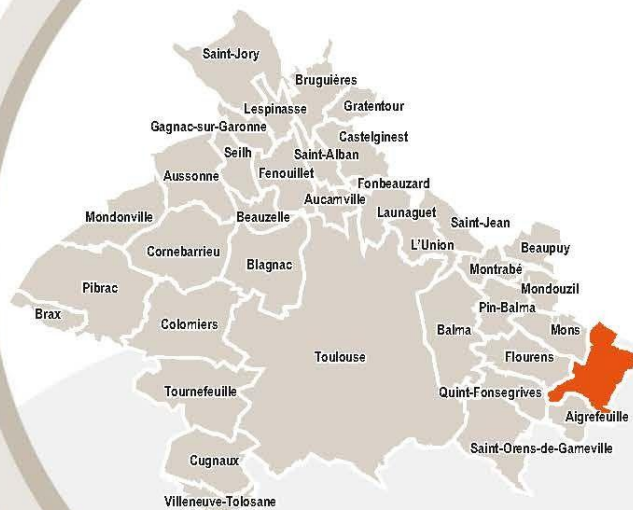 Saint-Jory
Bruguières
Lespinasse
Gratentour
Gagnac-sur-Garonne
Castelginest
Seilh
Saint-Alban
Aussonne
Fenouillet
Fonbeauzard
Aucamville
Launaguet
Mondonville
Beauzelle
Saint-Jean
L'Union
Beaupuy
Cornebarrieu
Blagnac
Montrabé
Pibrac
Mondouzil
Pin-Balma
Brax
Colomiers
Balma
Mons
Toulouse
Flourens
Tournefeuille
Quint-Fonsegrives
Aigrefeuille
Saint-Orens-de-Gameville
Cugnaux
Villeneuve-Tolosane